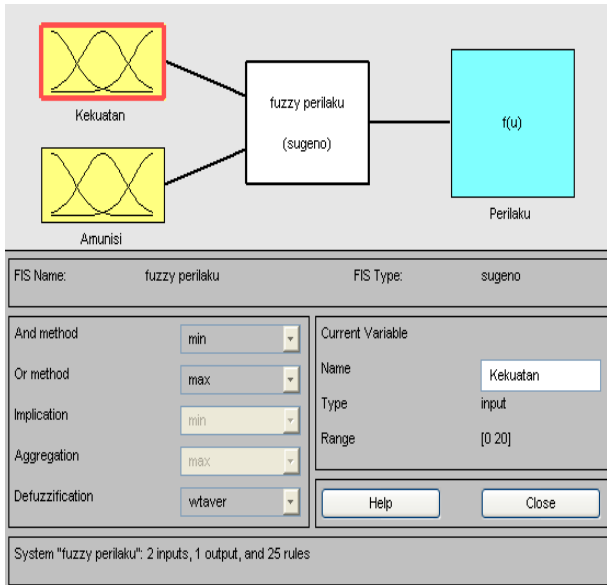 Kekuatan
Amunisi
fuzzy perilaku
(sugeno)
f(u)
Perilaku
FIS Name: fuzzy perilaku FIS Type: sugeno
And method min
Or method max
Implication min
Aggregation max
Defuzzification wtaver
Current Variable
Name Kekuatan
Type input
Range [0 20]
Help Close
System "fuzzy perilaku": 2 inputs, 1 output, and 25 rules